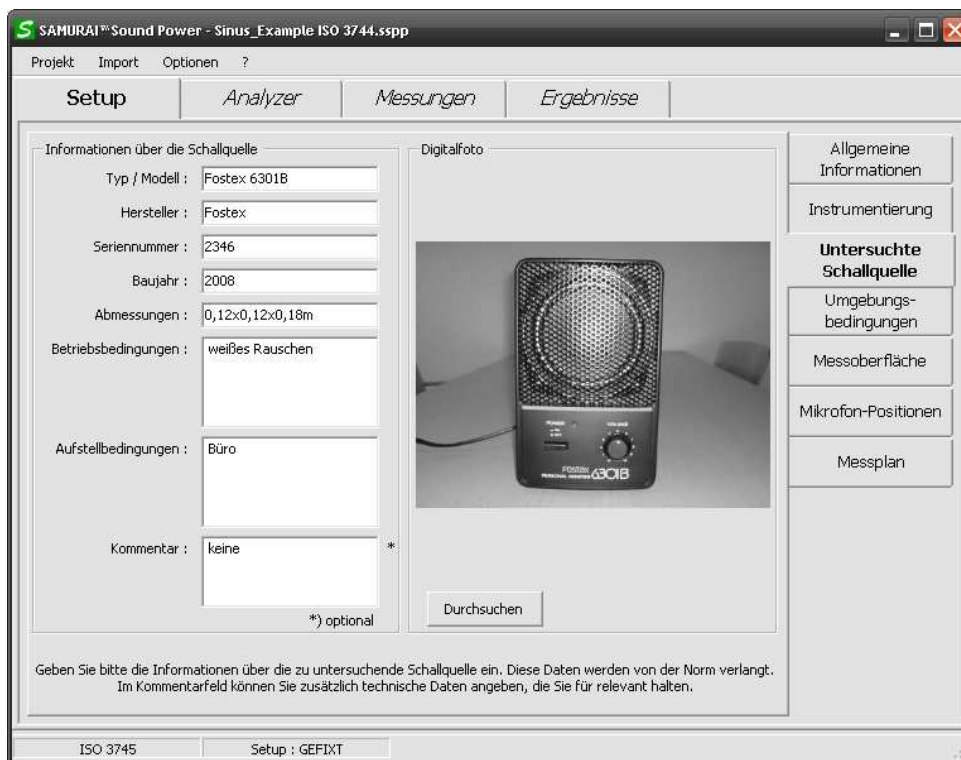 SAMURAI™ Sound Power - Sinus_Example ISO 3744.sspp
Projekt Import Optionen ?
Setup Analyzer Messungen Ergebnisse
Informationen über die Schallquelle
Typ / Modell : Fostex 6301B
Hersteller : Fostex
Seriennummer : 2346
Baujahr : 2008
Abmessungen : 0,12x0,12x0,18m
Betriebsbedingungen : weißes Rauschen
Aufstellbedingungen : Büro
Kommentar : keine *
*) optional
Digitalfoto
POWER
VOLUME
FOSTEX
PERSONAL MONITOR 6301B
Durchsuchen
Allgemeine
Informationen
Instrumentierung
Untersuchte
Schallquelle
Umgebungs-
bedingungen
Messoberfläche
Mikrofon-Positionen
Messplan
Geben Sie bitte die Informationen über die zu untersuchende Schallquelle ein. Diese Daten werden von der Norm verlangt.
Im Kommentarfeld können Sie zusätzlich technische Daten angeben, die Sie für relevant halten.
ISO 3745 Setup : GEFIXT